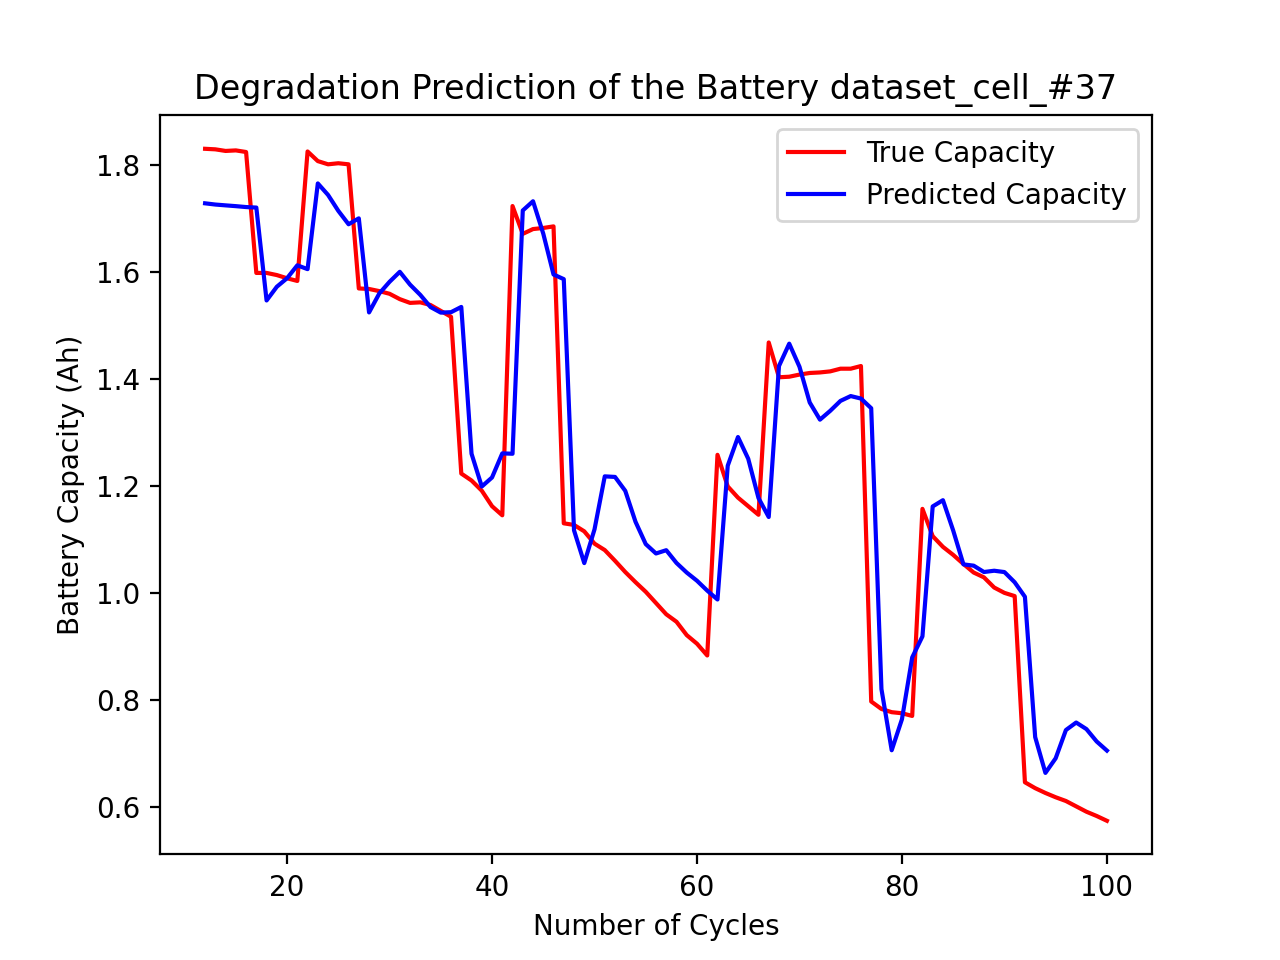 Degradation Prediction of the Battery dataset_cell_#37
True Capacity
Predicted Capacity
Battery Capacity (Ah)
1.8
1.6
1.4
1.2
1.0
0.8
0.6
20 40 60 80 100
Number of Cycles